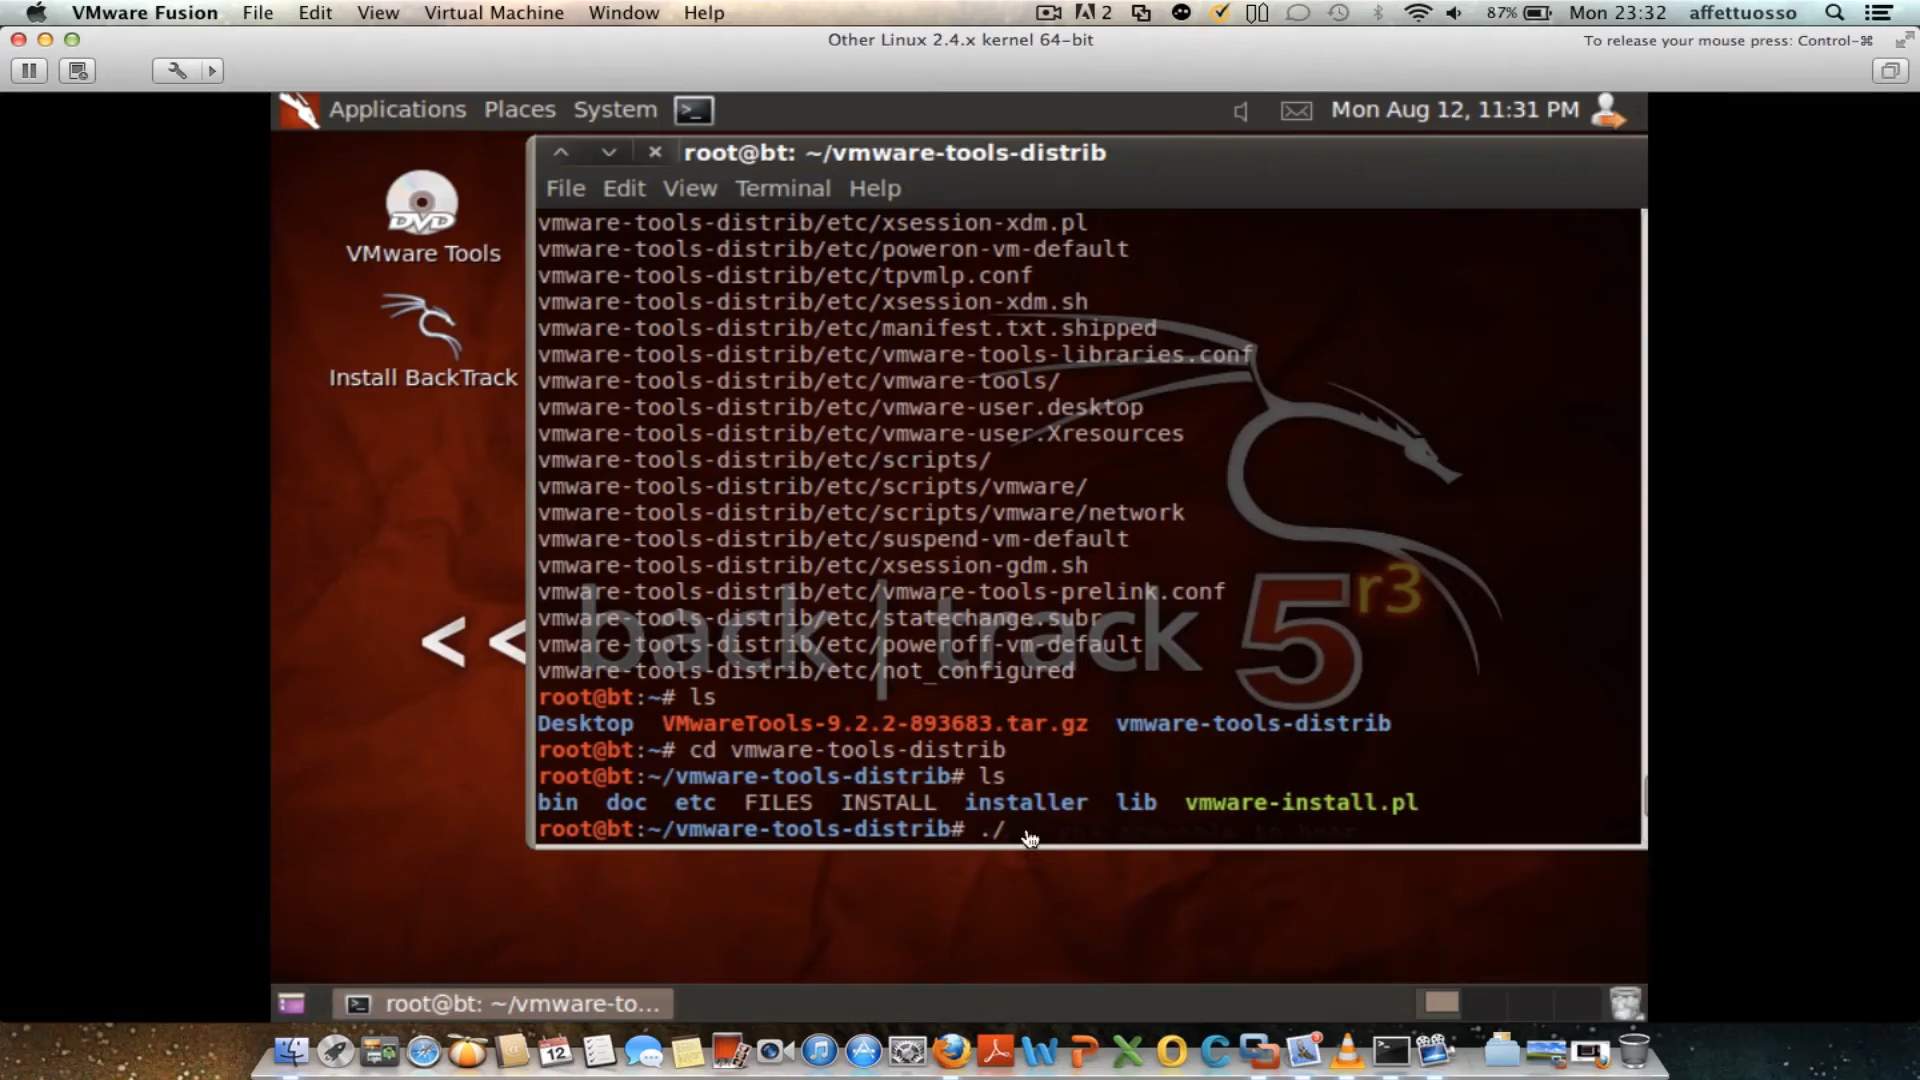 VMware Fusion File Edit View Virtual Machine Window Help 2 87% Mon 23:32 affettuosso
Other Linux 2.4.x kernel 64-bit To release your mouse press: Control-⌘
Applications Places System Mon Aug 12, 11:31 PM
root@bt: ~/vmware-tools-distrib
File Edit View Terminal Help
DVD
VMware Tools
Install BackTrack
vmware-tools-distrib/etc/xsession-xdm.pl
vmware-tools-distrib/etc/poweron-vm-default
vmware-tools-distrib/etc/tpvmlp.conf
vmware-tools-distrib/etc/xsession-xdm.sh
vmware-tools-distrib/etc/manifest.txt.shipped
vmware-tools-distrib/etc/vmware-tools-libraries.conf
vmware-tools-distrib/etc/vmware-tools/
vmware-tools-distrib/etc/vmware-user.desktop
vmware-tools-distrib/etc/vmware-user.Xresources
vmware-tools-distrib/etc/scripts/
vmware-tools-distrib/etc/scripts/vmware/
vmware-tools-distrib/etc/scripts/vmware/network
vmware-tools-distrib/etc/suspend-vm-default
vmware-tools-distrib/etc/xsession-gdm.sh
vmware-tools-distrib/etc/vmware-tools-prelink.conf
vmware-tools-distrib/etc/statechange.subr
vmware-tools-distrib/etc/poweroff-vm-default
vmware-tools-distrib/etc/not_configured
<< back | track 5 r3
root@bt:~# ls
Desktop VMwareTools-9.2.2-893683.tar.gz vmware-tools-distrib
root@bt:~# cd vmware-tools-distrib
root@bt:~/vmware-tools-distrib# ls
bin doc etc FILES INSTALL installer lib vmware-install.pl
root@bt:~/vmware-tools-distrib# ./
root@bt: ~/vmware-to...
12